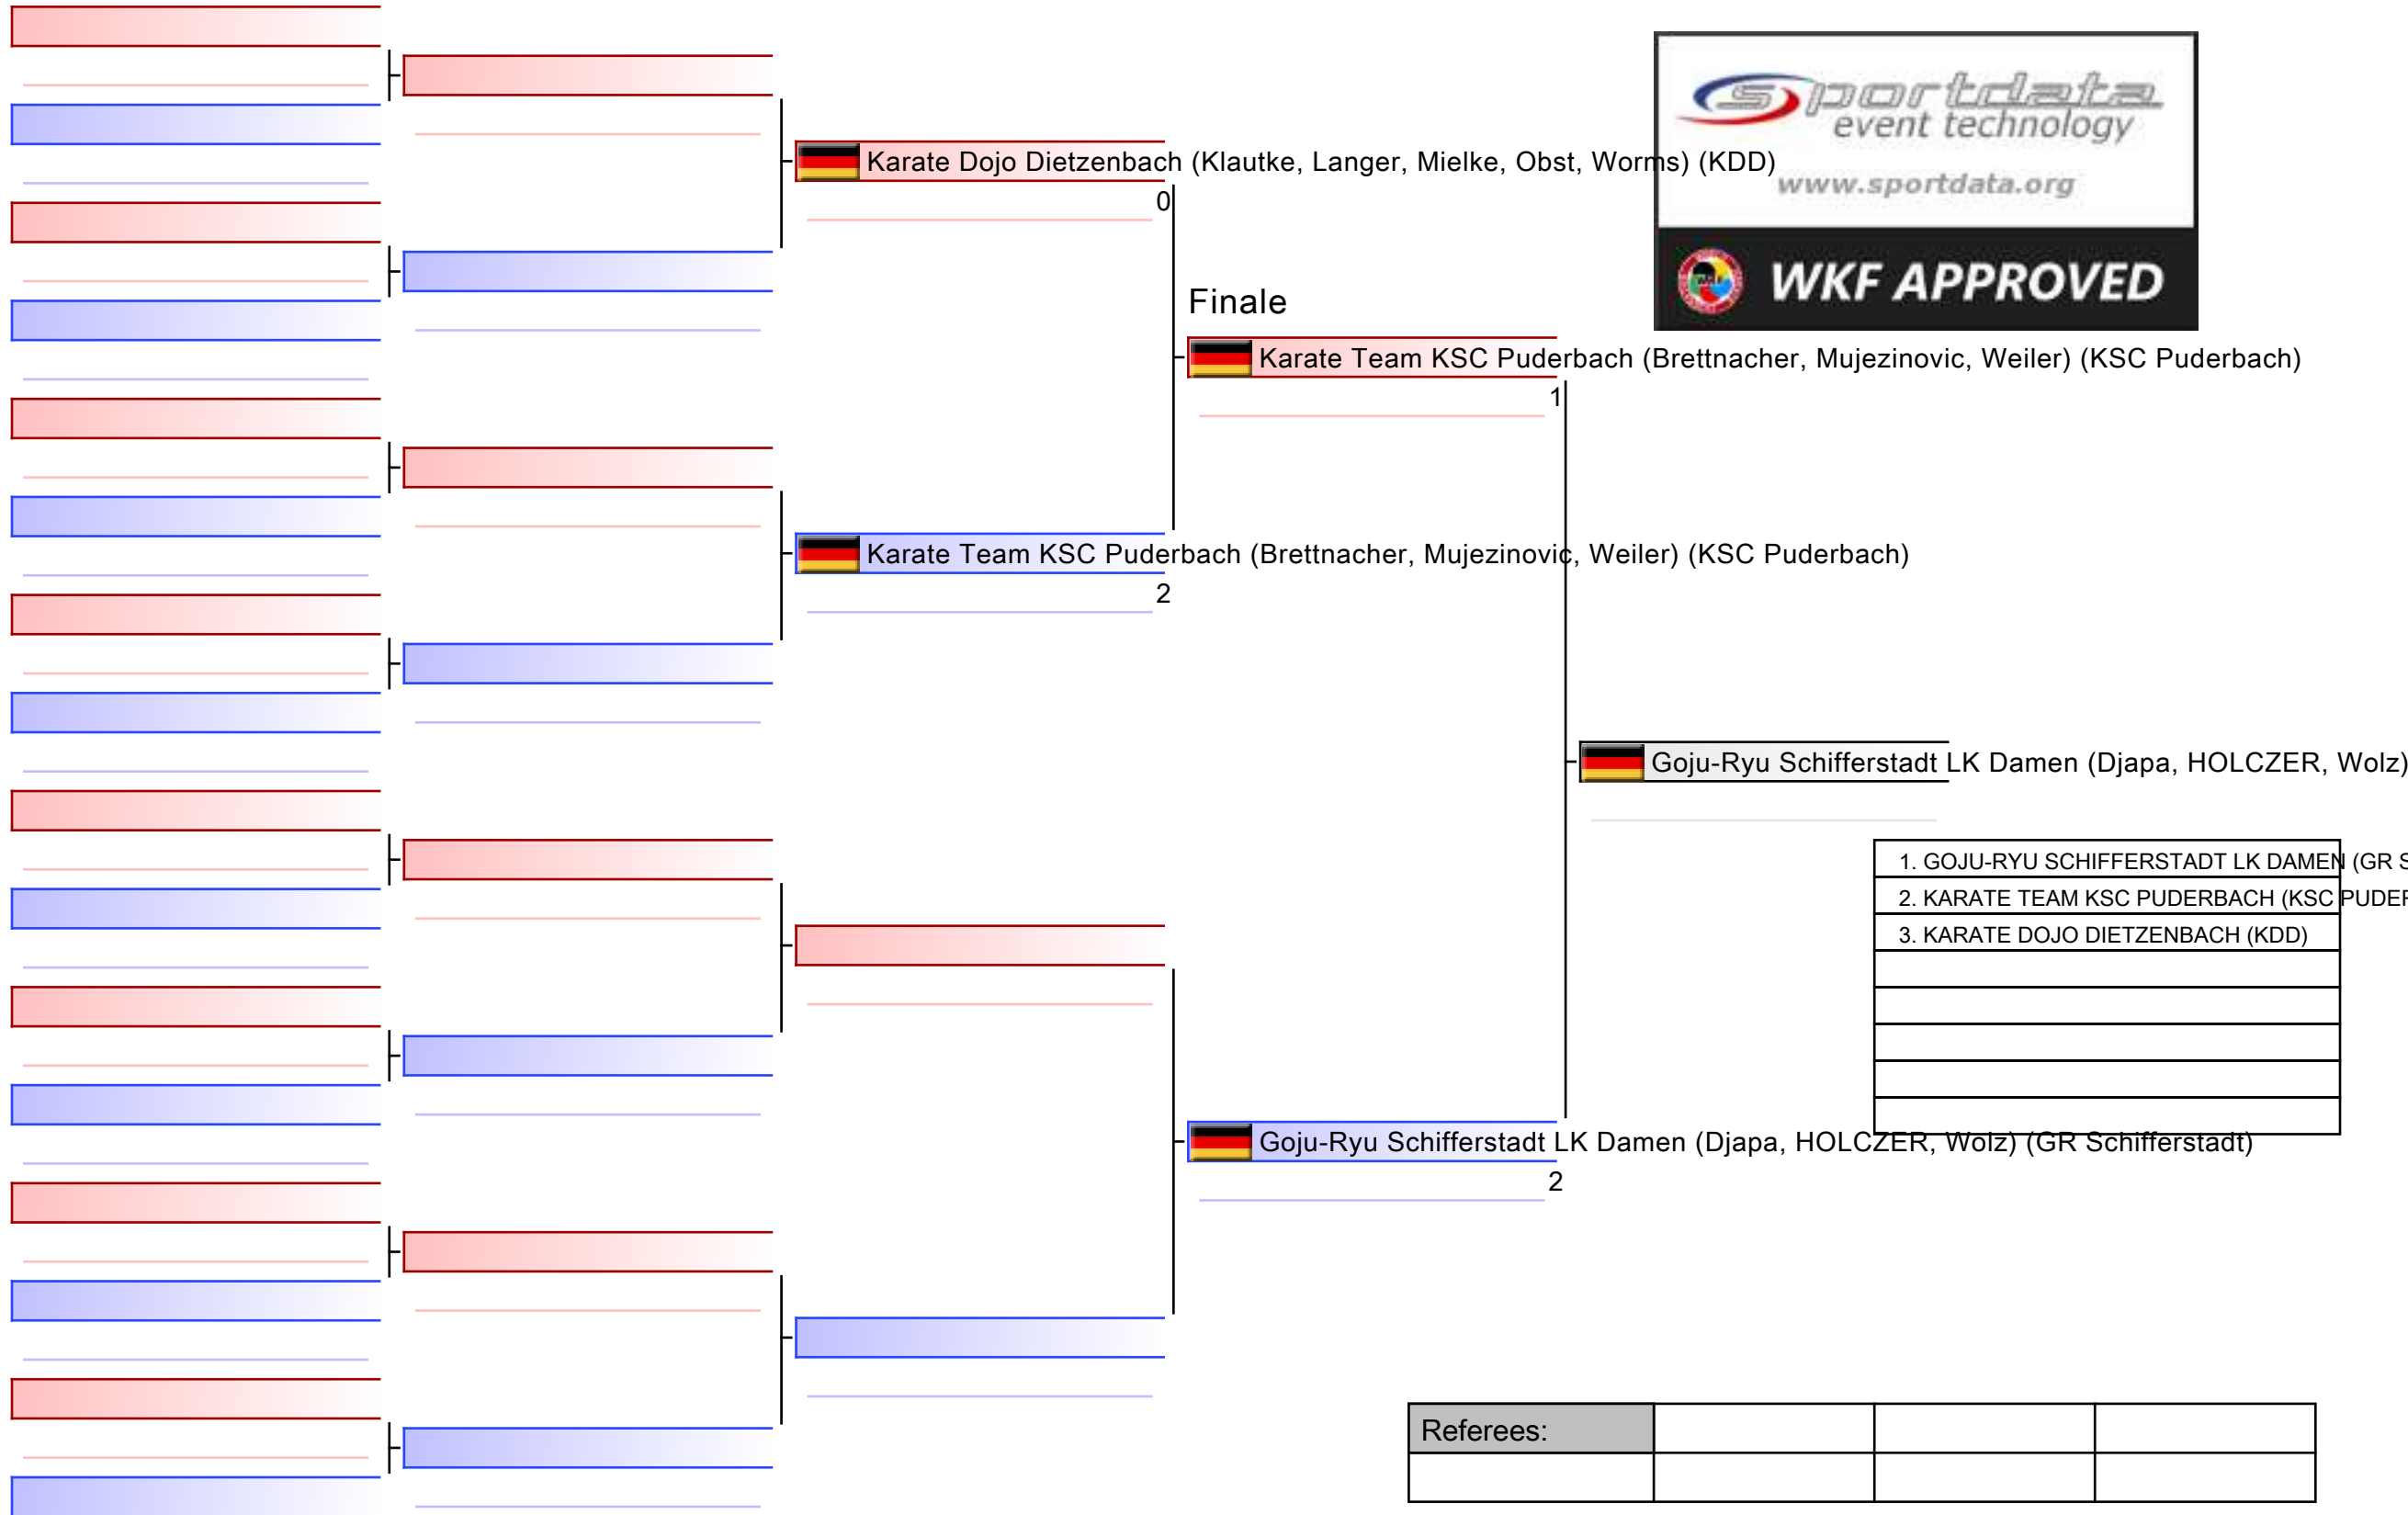 sportdata
event technology
www.sportdata.org
WKF APPROVED
Karate Dojo Dietzenbach (Klautke, Langer, Mielke, Obst, Worms) (KDD)
0
Finale
Karate Team KSC Puderbach (Brettnacher, Mujezinovic, Weiler) (KSC Puderbach)
1
Karate Team KSC Puderbach (Brettnacher, Mujezinovic, Weiler) (KSC Puderbach)
2
Goju-Ryu Schifferstadt LK Damen (Djapa, HOLCZER, Wolz)
1. GOJU-RYU SCHIFFERSTADT LK DAMEN (GR S
2. KARATE TEAM KSC PUDERBACH (KSC PUDER
3. KARATE DOJO DIETZENBACH (KDD)
Goju-Ryu Schifferstadt LK Damen (Djapa, HOLCZER, Wolz) (GR Schifferstadt)
2
Referees: